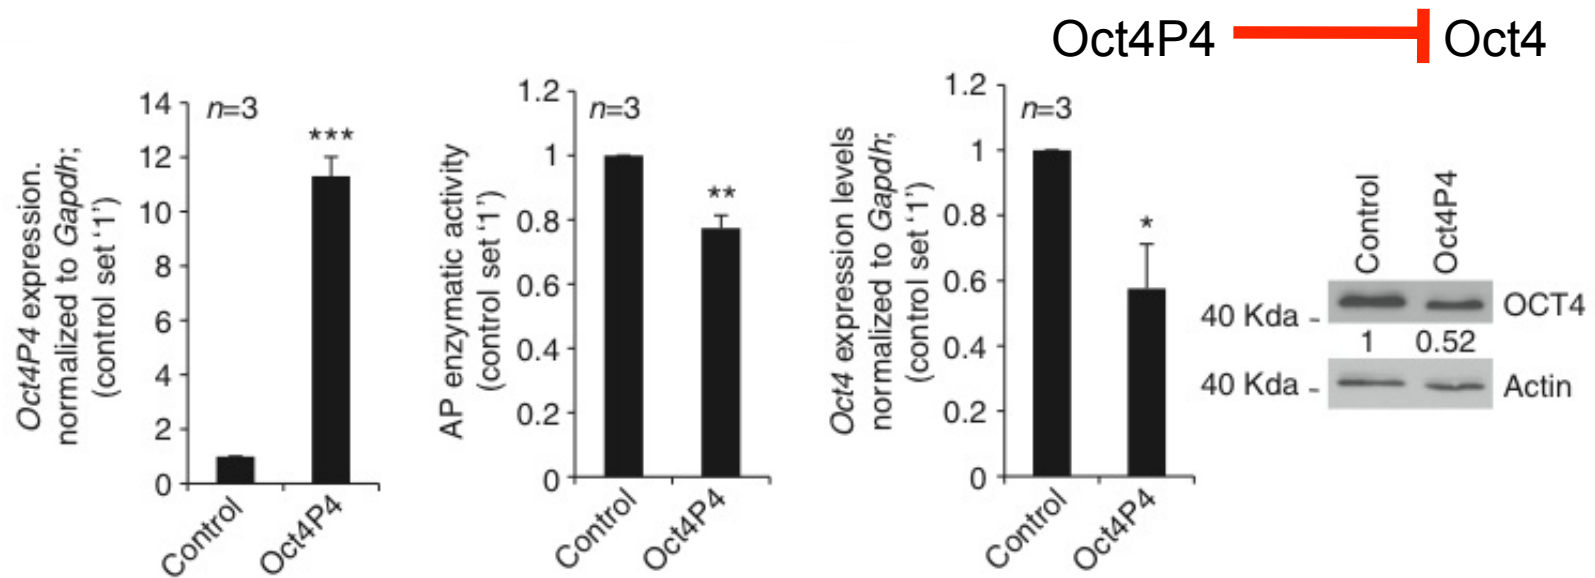 Oct4P4 Oct4
Oct4P4 expression.
normalized to Gapdh;
(control set ‘1’)
14
12
10
8
6
4
2
0
n=3
***
Control
Oct4P4
AP enzymatic activity
(control set ‘1’)
1.2
1
0.8
0.6
0.4
0.2
0
n=3
**
Control
Oct4P4
Oct4 expression levels
normalized to Gapdh;
(control set ‘1’)
1.2
1
0.8
0.6
0.4
0.2
0
n=3
*
Control
Oct4P4
Control
Oct4P4
40 Kda - OCT4
1 0.52
40 Kda - Actin